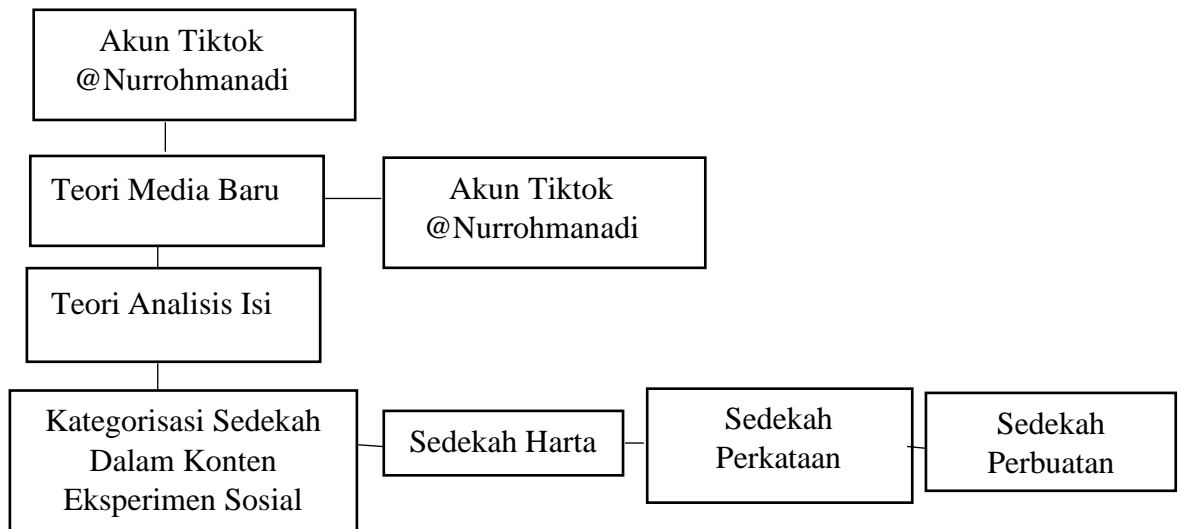 Akun Tiktok
@Nurrohmanadi
Teori Media Baru
Akun Tiktok
@Nurrohmanadi
Teori Analisis Isi
Kategorisasi Sedekah
Dalam Konten
Eksperimen Sosial
Sedekah Harta
Sedekah
Perkataan
Sedekah
Perbuatan